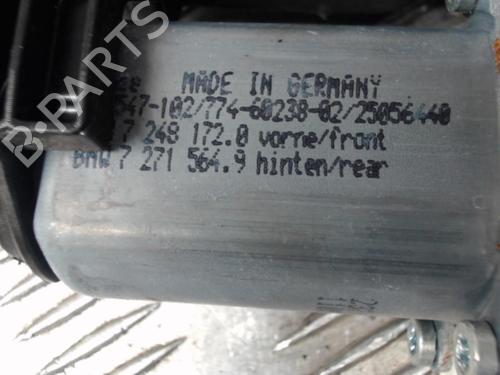 MADE IN GERMANY
547-102/774-60238-02/25056440
7 248 172.0 vorne/front
BMW 7 271 564.9 hinten/rear
B-PARTS